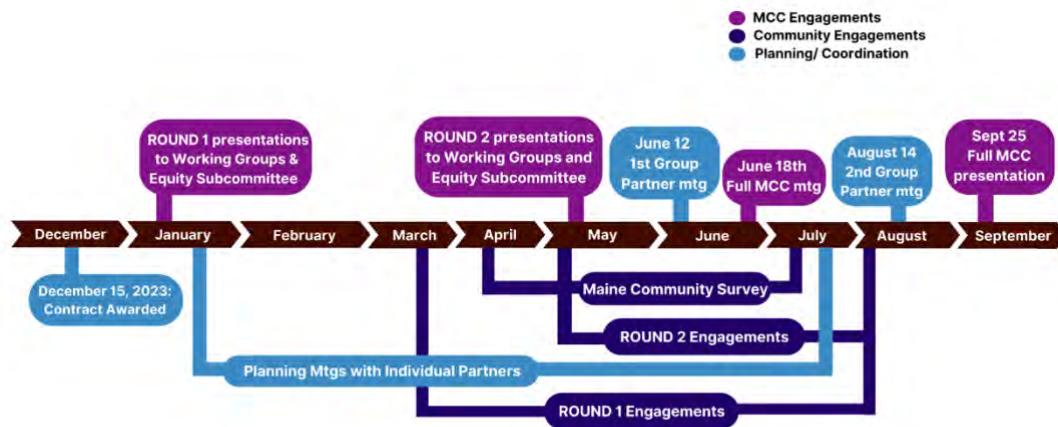 MCC Engagements
Community Engagements
Planning/ Coordination
ROUND 1 presentations
to Working Groups &
Equity Subcommittee
ROUND 2 presentations
to Working Groups and
Equity Subcommittee
June 12
1st Group
Partner mtg
June 18th
Full MCC mtg
August 14
2nd Group
Partner mtg
Sept 25
Full MCC
presentation
December
January
February
March
April
May
June
July
August
September
December 15, 2023:
Contract Awarded
Maine Community Survey
ROUND 2 Engagements
Planning Mtgs with Individual Partners
ROUND 1 Engagements